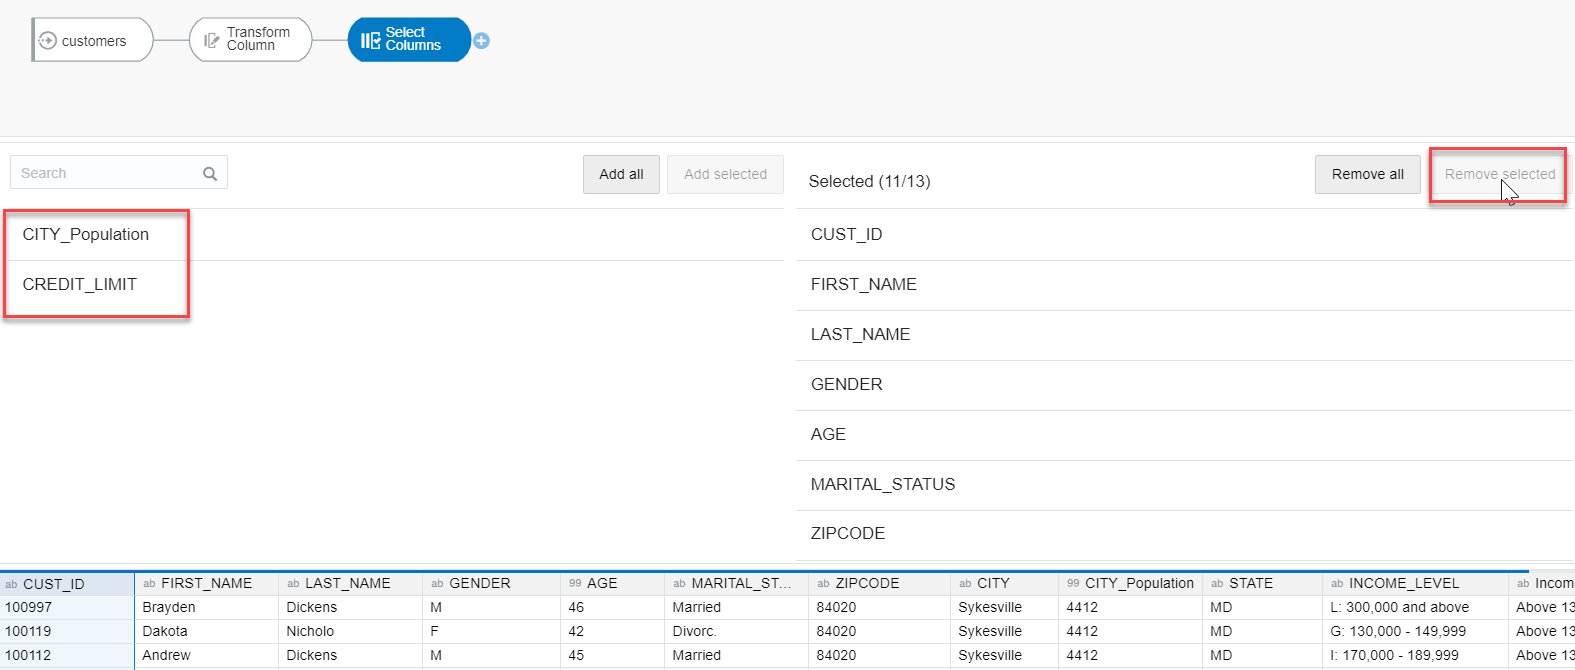 customers
Transform
Column
Select
Columns
Search
Add all
Add selected
Selected (11/13)
Remove all
Remove selected
CITY_Population
CREDIT_LIMIT
CUST_ID
FIRST_NAME
LAST_NAME
GENDER
AGE
MARITAL_STATUS
ZIPCODE
ab CUST_ID ab FIRST_NAME ab LAST_NAME ab GENDER 99 AGE ab MARITAL_ST... ab ZIPCODE ab CITY 99 CITY_Population ab STATE ab INCOME_LEVEL ab Incom
100997 Brayden Dickens M 46 Married 84020 Sykesville 4412 MD L: 300,000 and above Above 13
100119 Dakota Nicholo F 42 Divorc. 84020 Sykesville 4412 MD G: 130,000 - 149,999 Above 13
100112 Andrew Dickens M 45 Married 84020 Sykesville 4412 MD I: 170,000 - 189,999 Above 13